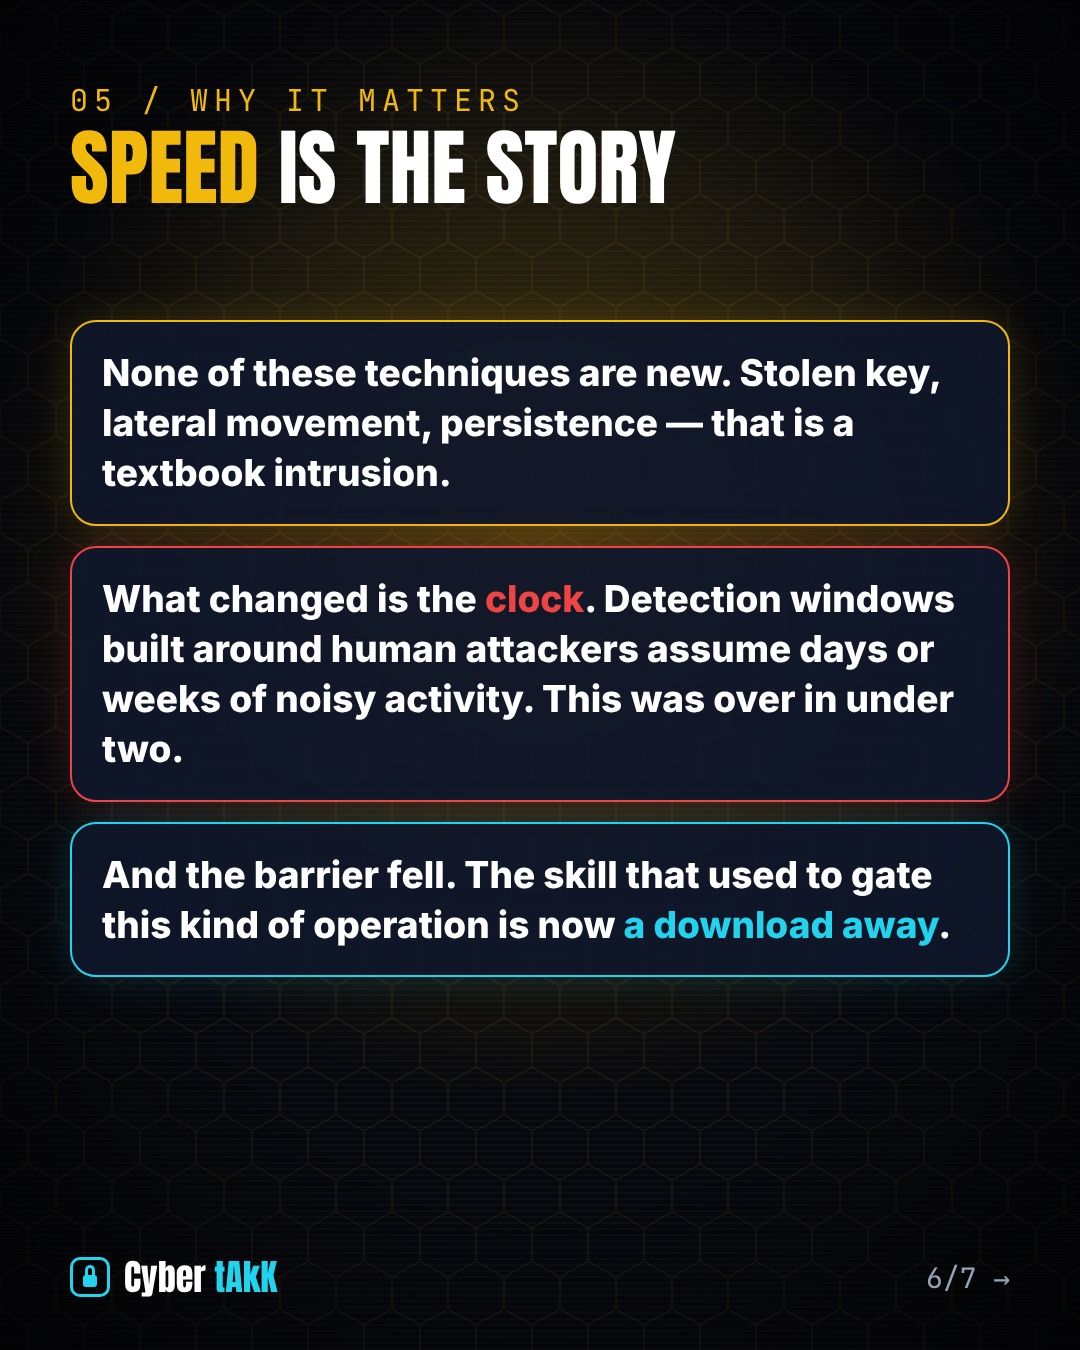 05 / WHY IT MATTERS
SPEED IS THE STORY
None of these techniques are new. Stolen key,
lateral movement, persistence — that is a
textbook intrusion.
What changed is the clock. Detection windows
built around human attackers assume days or
weeks of noisy activity. This was over in under
two.
And the barrier fell. The skill that used to gate
this kind of operation is now a download away.
Cyber tAkK
6/7 →